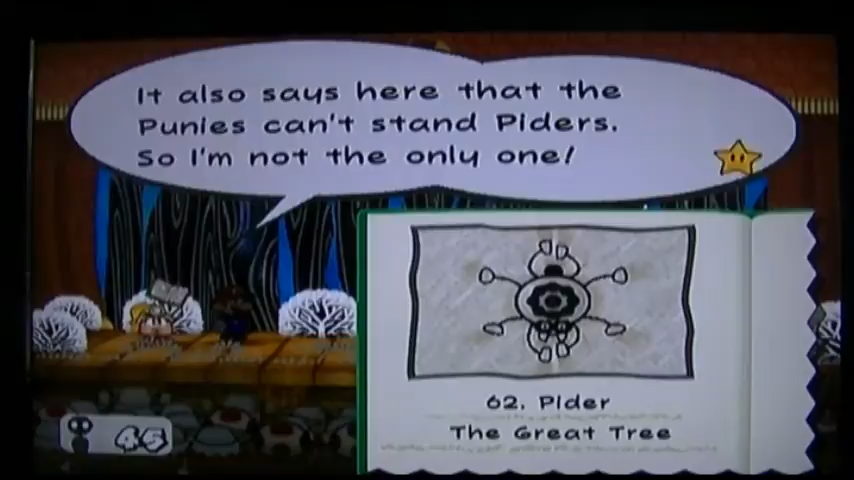 It also says here that the
Punies can't stand Piders.
So I'm not the only one!
62. Pider
The Great Tree
45